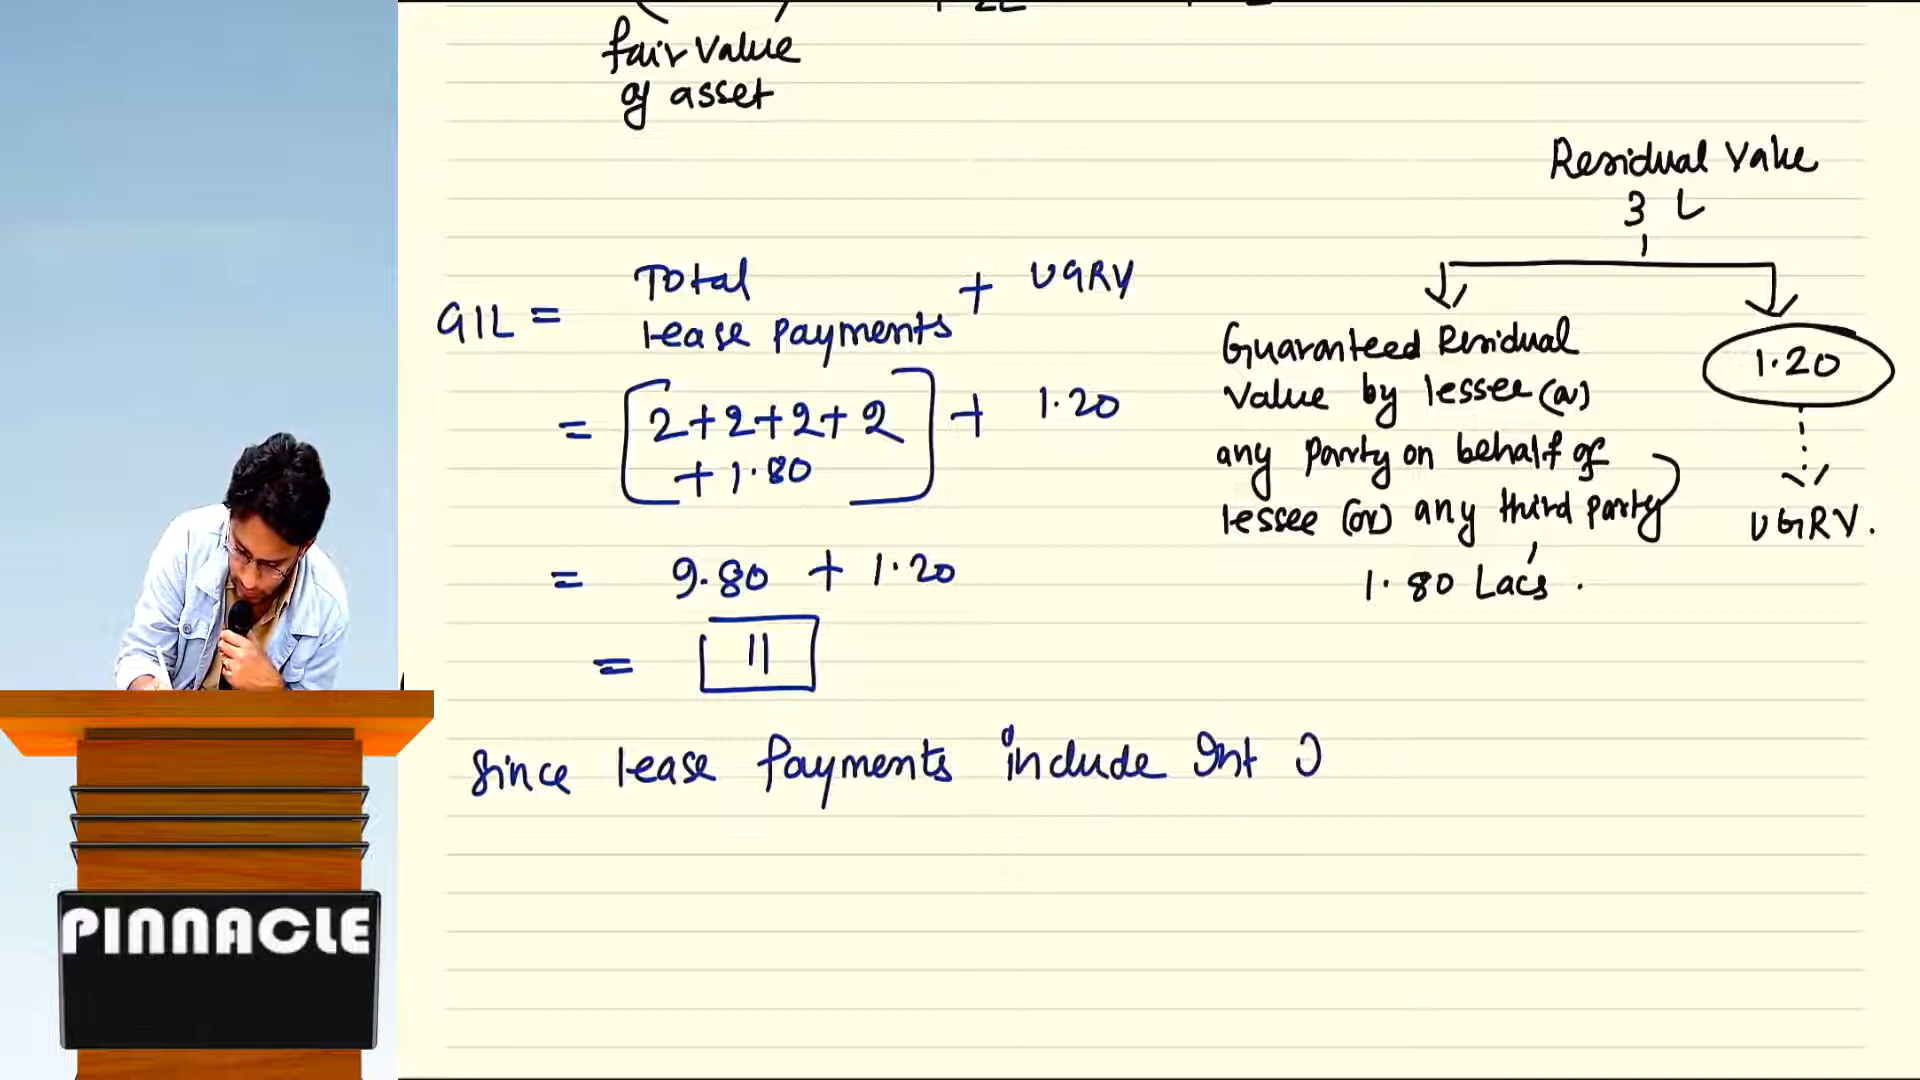 fair value
of asset
Residual Value
3 L
GIL = Total lease payments + UGRV
= [2+2+2+2 + 1.80] + 1.20
= 9.80 + 1.20
= 11
Guaranteed Residual
Value by lessee (or)
any party on behalf of
lessee (or) any third party
1.80 Lacs.
1.20
UGRV.
Since lease payments include Int
PINNACLE